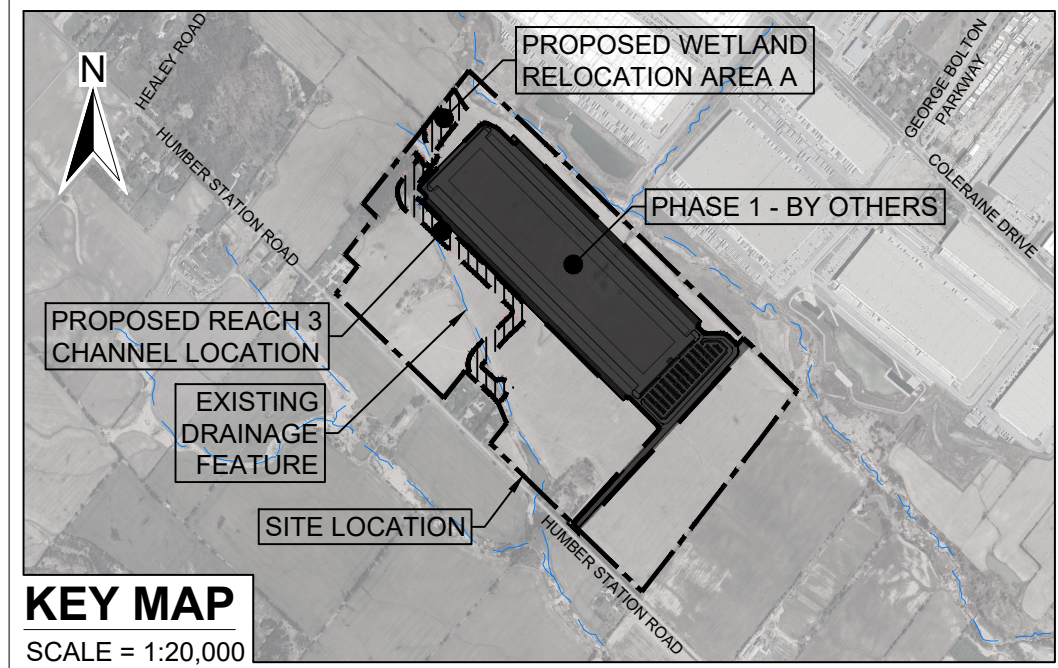 N
HEALEY ROAD
HUMBER STATION ROAD
PROPOSED WETLAND
RELOCATION AREA A
GEORGE BOLTON
PARKWAY
COLERAINE DRIVE
PHASE 1 - BY OTHERS
PROPOSED REACH 3
CHANNEL LOCATION
EXISTING
DRAINAGE
FEATURE
SITE LOCATION
HUMBER STATION ROAD
KEY MAP
SCALE = 1:20,000